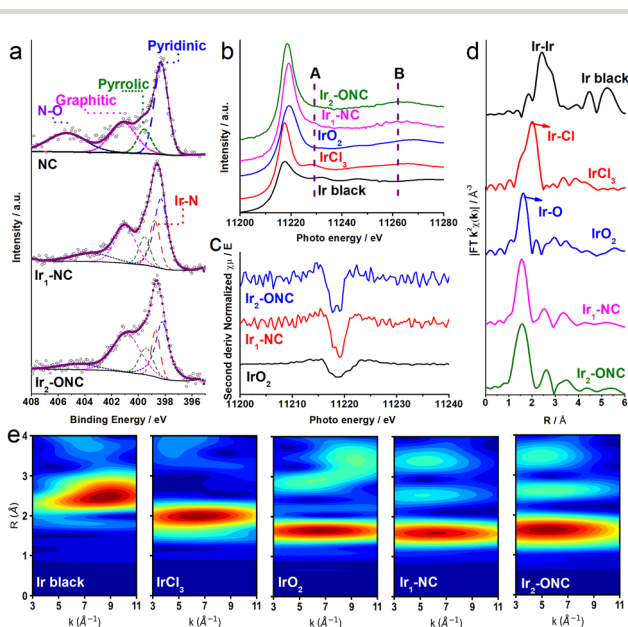 a
Pyridinic
Pyrrolic
Graphitic
N-O
NC
Ir-N
Ir₁-NC
Ir₂-ONC
Intensity / a.u.
408 404 400 396
Binding Energy / eV
b
A B
Ir₂-ONC
Ir₁-NC
IrO₂
IrCl₃
Ir black
Intensity / a.u.
11200 11220 11240 11260 11280
Photo energy / eV
c
Ir₂-ONC
Ir₁-NC
IrO₂
Second deriv Normalized χμ / E
11200 11210 11220 11230 11240
Photo energy / eV
d
Ir-Ir
Ir black
Ir-Cl
IrCl₃
Ir-O
IrO₂
Ir₁-NC
Ir₂-ONC
|FT k²χ(k)| / Å⁻³
0 1 2 3 4 5 6
R / Å
e
R (Å)
4
3
2
1
0
Ir black IrCl₃ IrO₂ Ir₁-NC Ir₂-ONC
3 5 7 9 11 3 5 7 9 11 3 5 7 9 11 3 5 7 9 11 3 5 7 9 11
k (Å⁻¹) k (Å⁻¹) k (Å⁻¹) k (Å⁻¹) k (Å⁻¹)